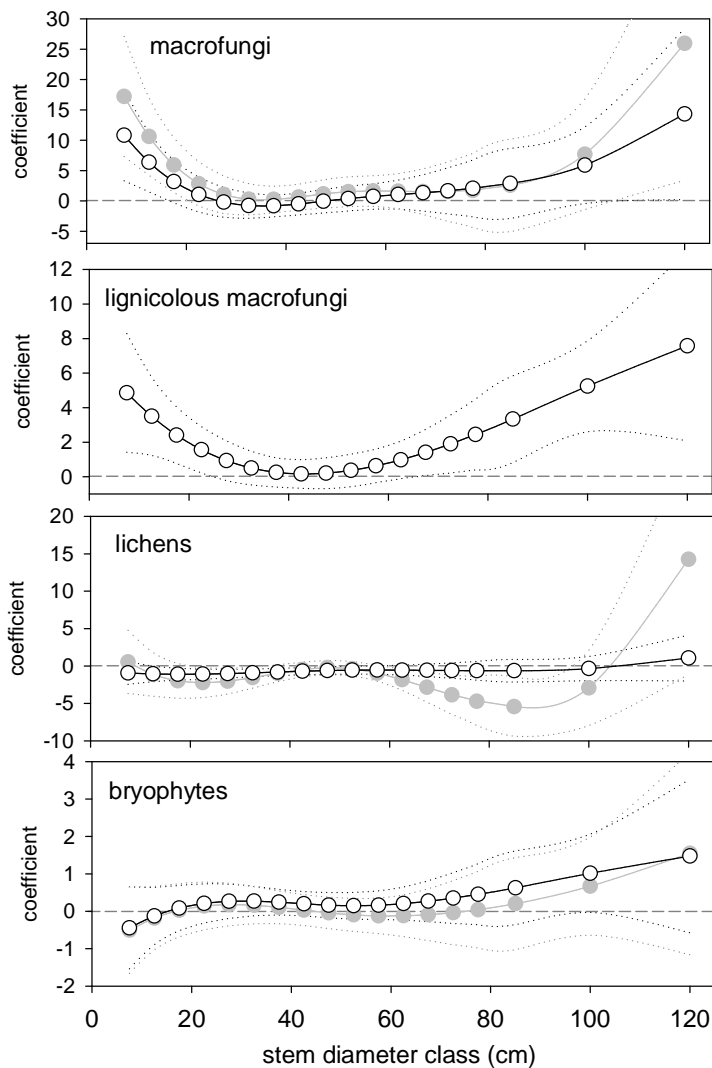 macrofungi
coefficient
30
25
20
15
10
5
0
-5
lignicolous macrofungi
coefficient
12
10
8
6
4
2
0
lichens
coefficient
20
15
10
5
0
-5
-10
bryophytes
coefficient
4
3
2
1
0
-1
-2
0 20 40 60 80 100 120
stem diameter class (cm)